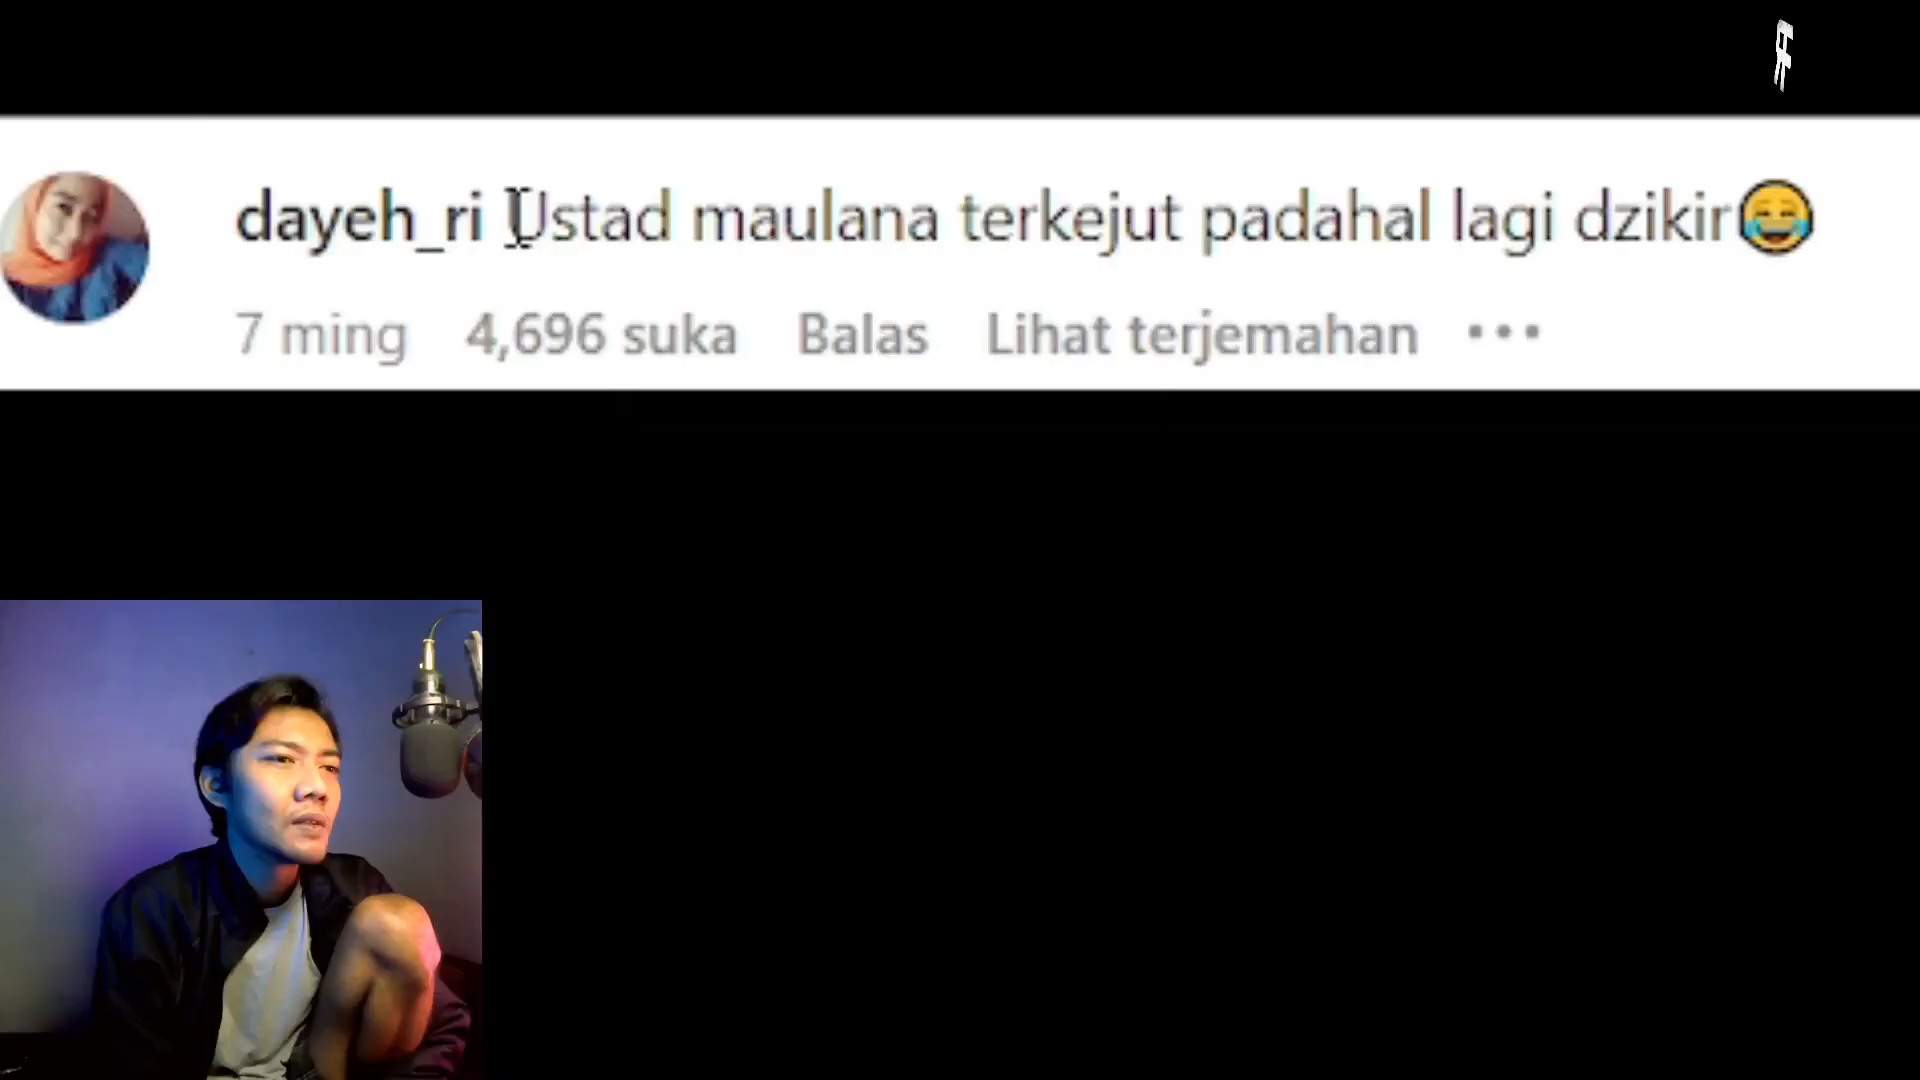 dayeh_ri Ustad maulana terkejut padahal lagi dzikir😂
7 ming 4,696 suka Balas Lihat terjemahan •••